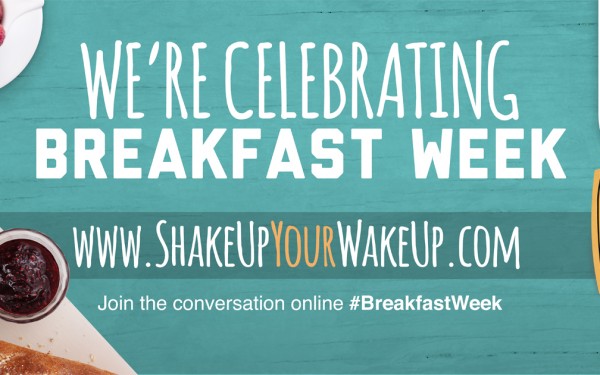 WE'RE CELEBRATING
BREAKFAST WEEK
WWW.SHAKEUPYOURWAKEUP.COM
Join the conversation online #BreakfastWeek